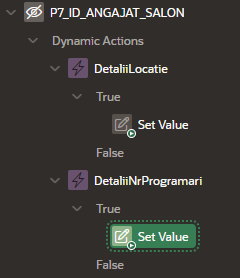 P7_ID_ANGAJAT_SALON
Dynamic Actions
DetaliiLocatie
True
Set Value
False
DetaliiNrProgramari
True
Set Value
False